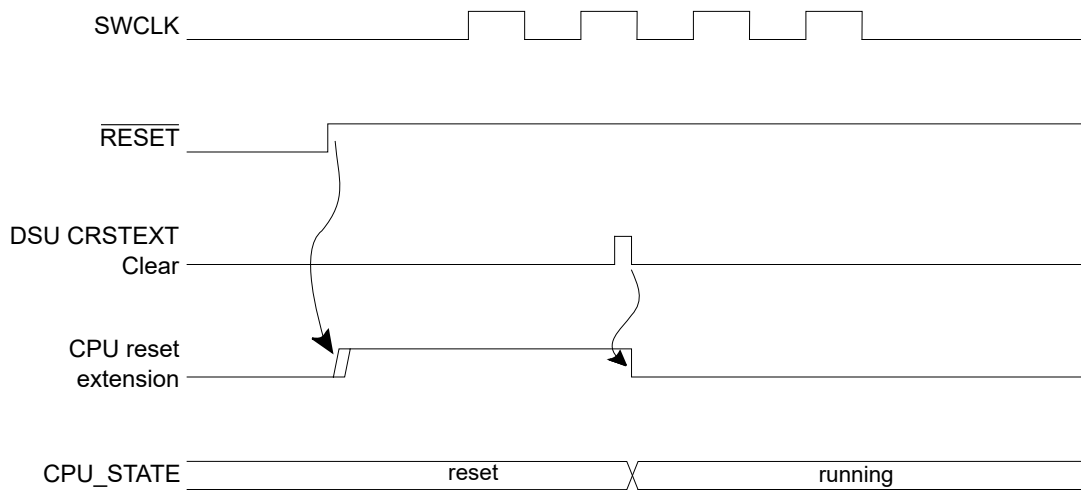 SWCLK
RESET
DSU CRSTEXT
Clear
CPU reset
extension
CPU_STATE reset running